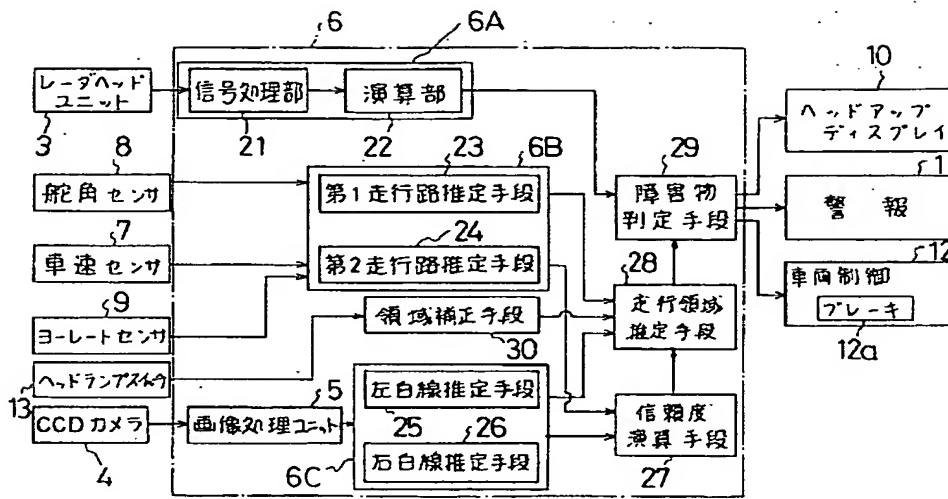 6
6A
レーダヘッド
ユニット
3
信号処理部
21
演算部
22
10
ヘッドアップ
ディスプレイ
8
舵角センサ
23
6B
第1走行路推定手段
29
障害物
判定手段
1
警報
7
車速センサ
24
第2走行路推定手段
28
走行領域
推定手段
12
車両制御
ブレーキ
12a
9
ヨーレートセンサ
領域補正手段
30
ヘッドランプスイッチ
13
CCDカメラ
4
5
画像処理ユニット
左白線推定手段
25
26
右白線推定手段
6C
信頼度
演算手段
27